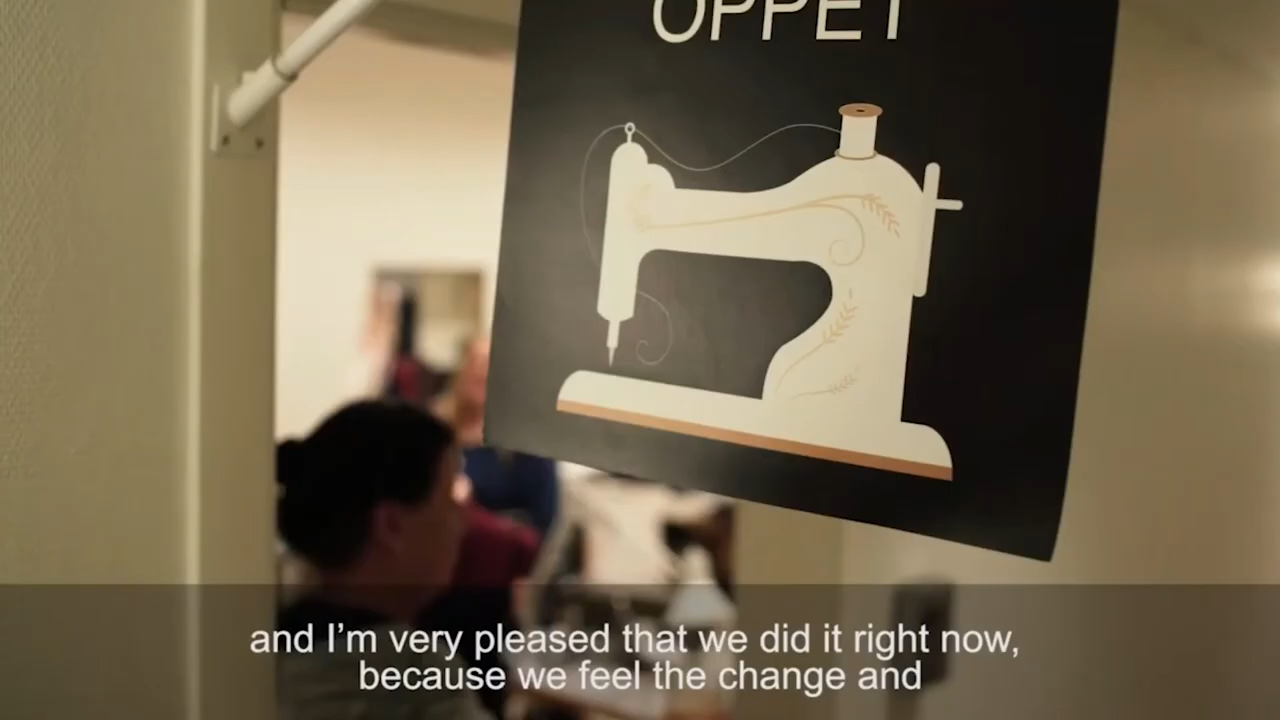 OPPET
and I'm very pleased that we did it right now,
because we feel the change and